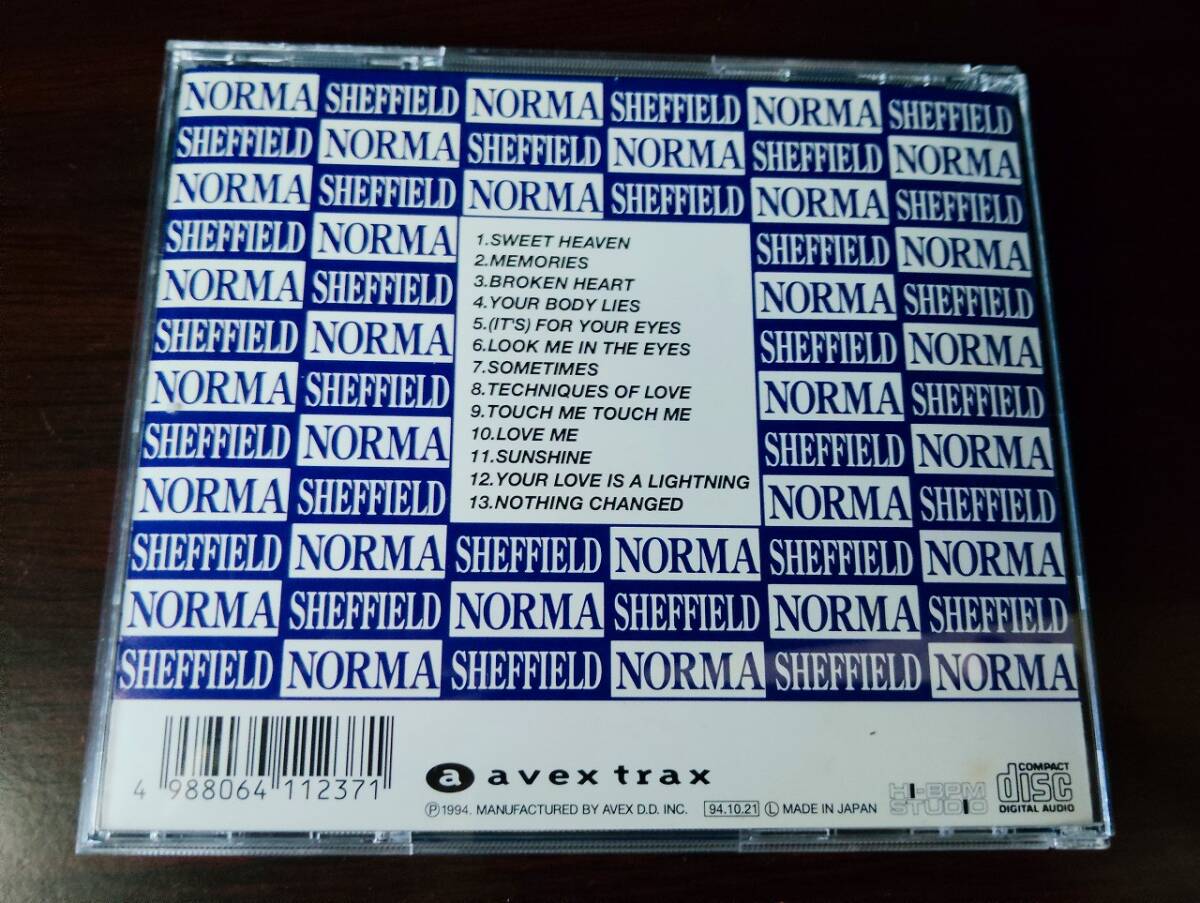 NORMA SHEFFIELD NORMA SHEFFIELD NORMA SHEFFIELD
SHEFFIELD NORMA SHEFFIELD NORMA SHEFFIELD NORMA
NORMA SHEFFIELD NORMA SHEFFIELD NORMA SHEFFIELD
SHEFFIELD NORMA SHEFFIELD NORMA
NORMA SHEFFIELD NORMA SHEFFIELD
SHEFFIELD NORMA SHEFFIELD NORMA
NORMA SHEFFIELD NORMA SHEFFIELD
SHEFFIELD NORMA SHEFFIELD NORMA
NORMA SHEFFIELD NORMA SHEFFIELD
1.SWEET HEAVEN
2.MEMORIES
3.BROKEN HEART
4.YOUR BODY LIES
5.(IT'S) FOR YOUR EYES
6.LOOK ME IN THE EYES
7.SOMETIMES
8.TECHNIQUES OF LOVE
9.TOUCH ME TOUCH ME
10.LOVE ME
11.SUNSHINE
12.YOUR LOVE IS A LIGHTNING
13.NOTHING CHANGED
SHEFFIELD NORMA SHEFFIELD NORMA SHEFFIELD NORMA
NORMA SHEFFIELD NORMA SHEFFIELD NORMA SHEFFIELD
SHEFFIELD NORMA SHEFFIELD NORMA SHEFFIELD NORMA
4 988064 112371
a avex trax
Ⓟ1994. MANUFACTURED BY AVEX D.D. INC. 94.10.21 Ⓛ MADE IN JAPAN
HI-BPM STUDIO
COMPACT disc DIGITAL AUDIO